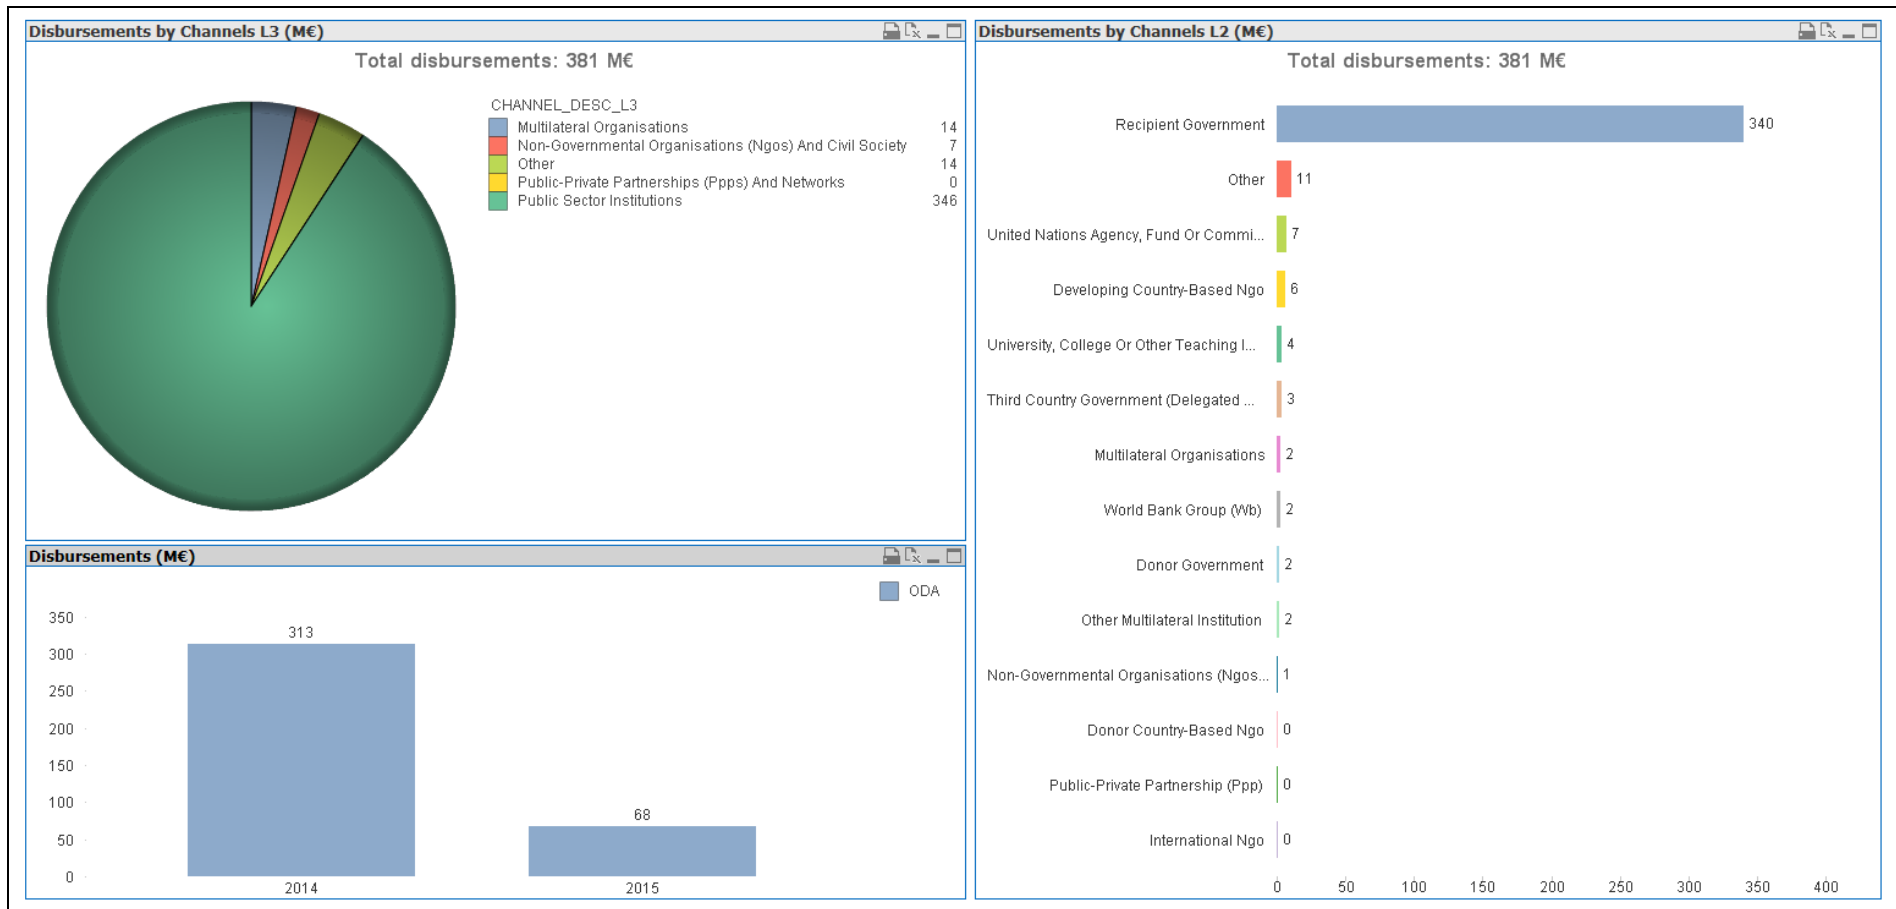 Disbursements by Channels L3 (M€)
Total disbursements: 381 M€
CHANNEL_DESC_L3
Multilateral Organisations 14
Non-Governmental Organisations (Ngos) And Civil Society 7
Other 14
Public-Private Partnerships (Ppps) And Networks 0
Public Sector Institutions 346
Disbursements (M€)
ODA
350
300
250
200
150
100
50
0
313
68
2014 2015
Disbursements by Channels L2 (M€)
Total disbursements: 381 M€
Recipient Government 340
Other 11
United Nations Agency, Fund Or Commi... 7
Developing Country-Based Ngo 6
University, College Or Other Teaching I... 4
Third Country Government (Delegated ... 3
Multilateral Organisations 2
World Bank Group (Wb) 2
Donor Government 2
Other Multilateral Institution 2
Non-Governmental Organisations (Ngos... 1
Donor Country-Based Ngo 0
Public-Private Partnership (Ppp) 0
International Ngo 0
0 50 100 150 200 250 300 350 400